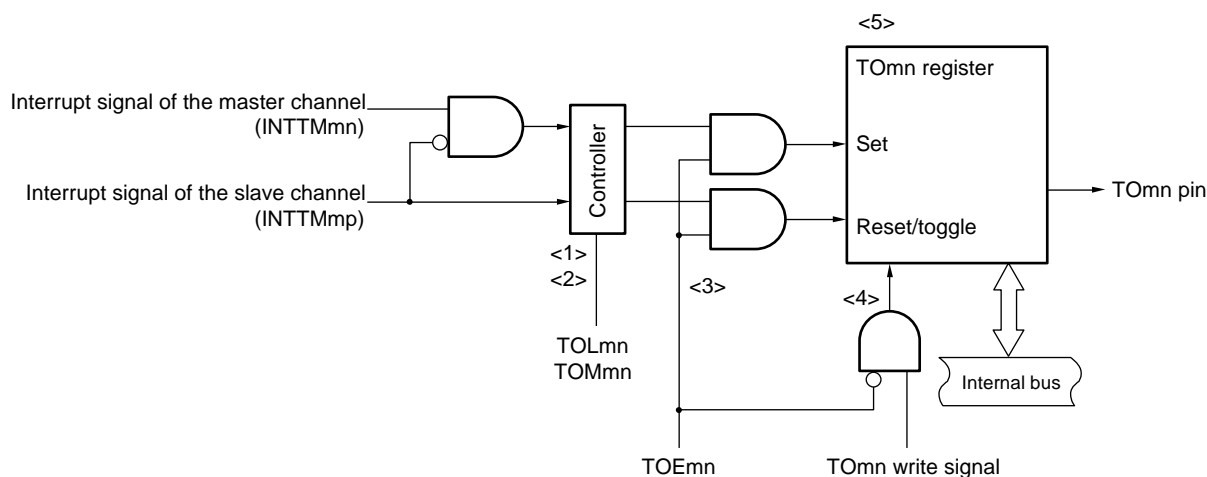 <5>
TOmn register
Interrupt signal of the master channel
(INTTMmn)
Set
Controller
Interrupt signal of the slave channel
(INTTMmp)
TOmn pin
Reset/toggle
<1>
<2>
<3>
<4>
TOLmn
TOMmn
Internal bus
TOEmn
TOmn write signal